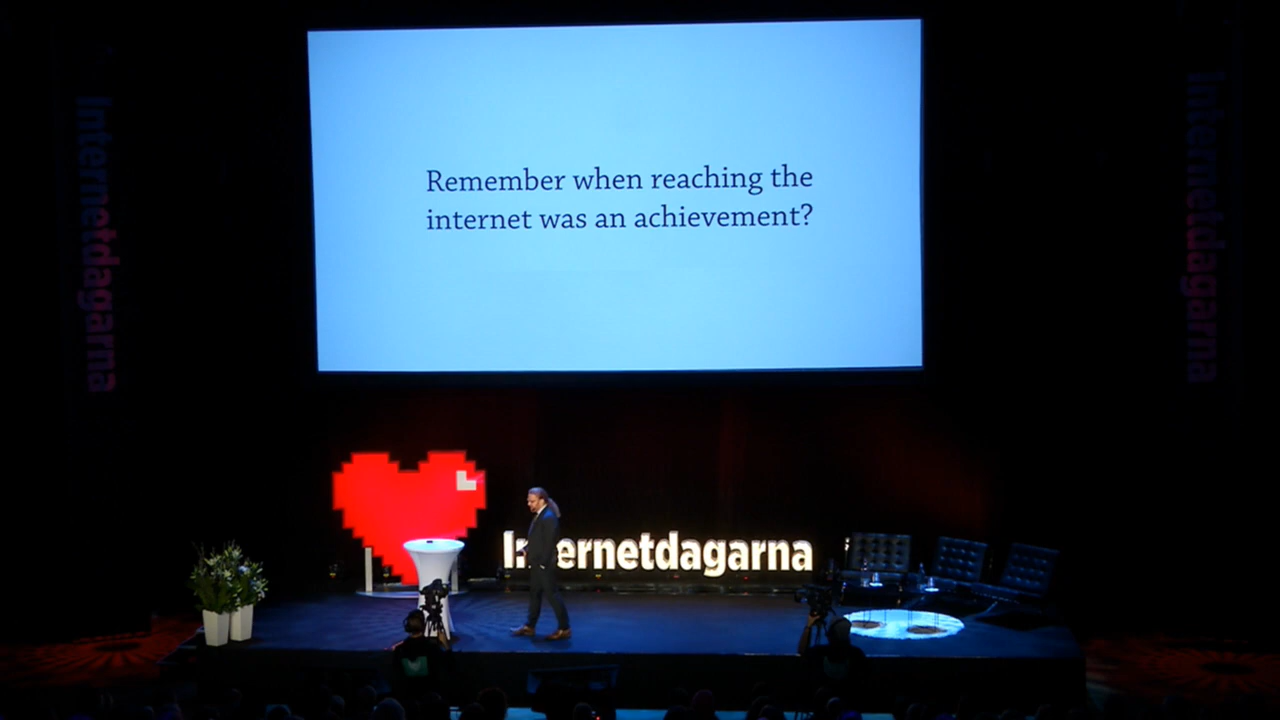 Remember when reaching the
internet was an achievement?
Internetdagarna
Internetdagarna
Internetdagarna